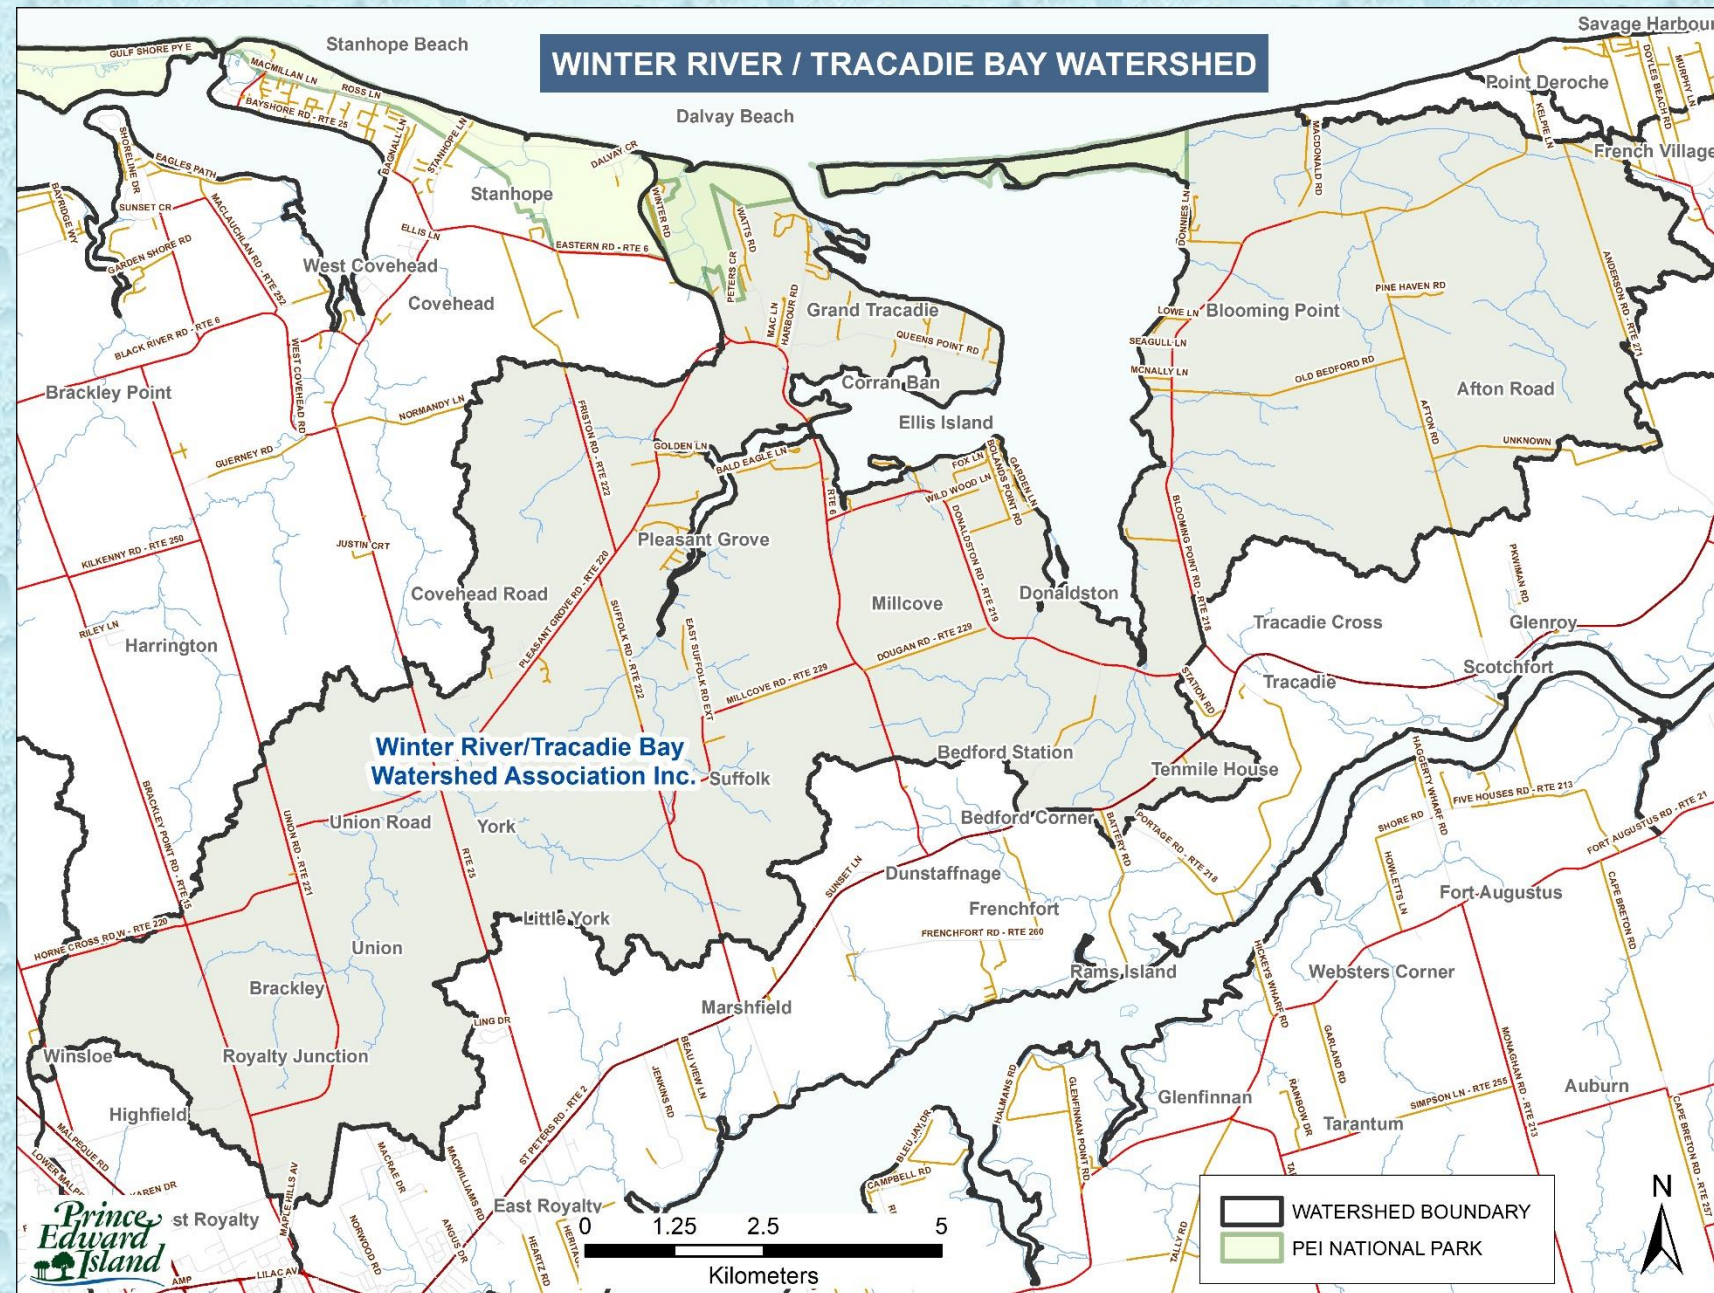 WINTER RIVER / TRACADIE BAY WATERSHED
Savage Harbour
Stanhope Beach
GULF SHORE PY E
MACMILLAN LN
ROSS LN
BAYSHORE RD - RTE 25
Dalvay Beach
Point Deroche
DOYLES BEACH RD
MURPHY LN
KELPIE LN
MACDONALD RD
French Village
SHORELINE DR
EAGLES PATH
BAGNALL LN
STANHOPE LN
DALVAY CR
Stanhope
WINTER RD
WATTS RD
BAYRIDGE WY
SUNSET CR
MACLAUCHLAN RD - RTE 252
GARDEN SHORE RD
ELLIS LN
EASTERN RD - RTE 6
PETERS CR
DONNIES LN
ANDERSON RD - RTE 271
West Covehead
Covehead
MAC LN
HARBOUR RD
Grand Tracadie
QUEENS POINT RD
PINE HAVEN RD
LOWE LN
Blooming Point
BLACK RIVER RD - RTE 6
WEST COVEHEAD RD
SEAGULL LN
MCNALLY LN
OLD BEDFORD RD
Afton Road
AFTON RD
Brackley Point
Corran Ban
NORMANDY LN
FRISTON RD - RTE 222
Ellis Island
GUERNEY RD
GOLDEN LN
BALD EAGLE LN
UNKNOWN
FOX LN
BOLANDS POINT RD
GARDEN LN
WILD WOOD LN
RTE 6
DONALDSTON RD - RTE 219
BLOOMING POINT RD - RTE 218
KILKENNY RD - RTE 250
JUSTIN CRT
Pleasant Grove
PLEASANT GROVE RD - RTE 220
Covehead Road
SUFFOLK RD - RTE 222
EAST SUFFOLK RD EXT
Millcove
Donaldston
PKWIMAN RD
RILEY LN
Harrington
DOUGAN RD - RTE 229
MILLCOVE RD - RTE 229
Tracadie Cross
Glenroy
Scotchfort
Tracadie
STATION RD
Winter River/Tracadie Bay
Watershed Association Inc.
Suffolk
Bedford Station
Tenmile House
HAGGERTY WHARF RD
FIVE HOUSES RD - RTE 213
BRACKLEY POINT RD - RTE 15
UNION RD - RTE 221
Union Road
York
RTE 25
Bedford Corner
BATTERY RD
PORTAGE RD - RTE 218
SHORE RD
HOWLETTS LN
FORT AUGUSTUS RD - RTE 21
SUNSET LN
Dunstaffnage
Fort Augustus
CAPE BRETON RD
Little York
Frenchfort
FRENCHFORT RD - RTE 260
HORNE CROSS RD W - RTE 220
Union
Brackley
Rams Island
HICKEYS WHARF RD
Websters Corner
Marshfield
LING DR
Winsloe
Royalty Junction
BEAU VIEW LN
JENKINS RD
HALMANS RD
GLENFINNAN POINT RD
GARLAND RD
MONAGHAN RD - RTE 213
Highfield
ST PETERS RD - RTE 2
Glenfinnan
RAINBOW DR
SIMPSON LN - RTE 255
Auburn
Tarantum
CAPE BRETON RD - RTE 257
MALPEQUE RD
MACRAE DR
MACWILLIAMS RD
BLEU JAY DR
CAMPBELL RD
KAREN DR
MAPLE HILLS AV
East Royalty
st Royalty
NORWOOD RD
ANGUS DR
HEARTZ RD
TALLY RD
LILAC AV
Prince
Edward
Island
0 1.25 2.5 5
Kilometers
WATERSHED BOUNDARY
PEI NATIONAL PARK
N